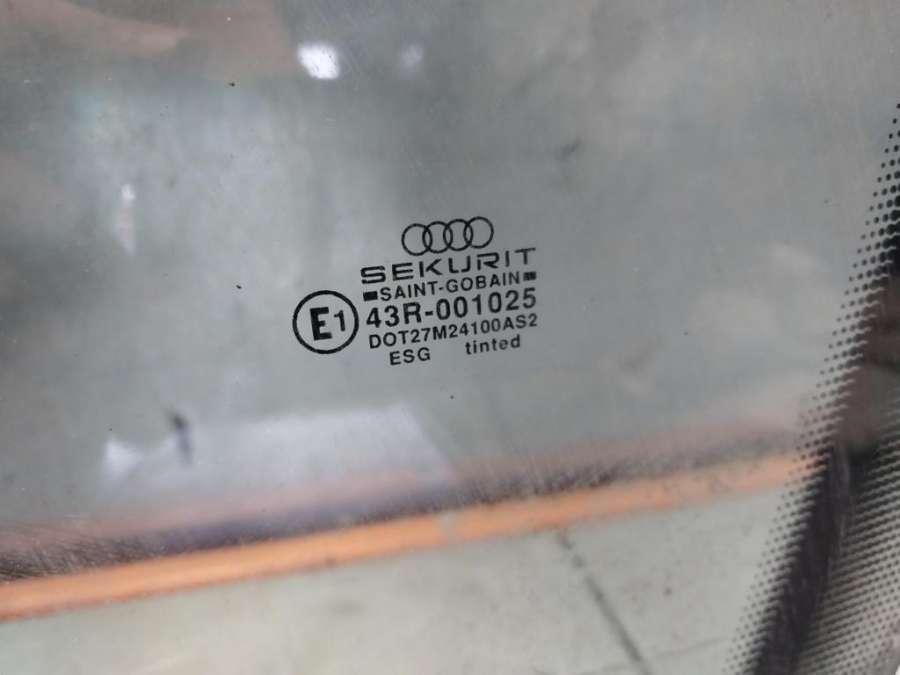 SEKURIT
SAINT-GOBAIN
E1
43R-001025
DOT27M24100AS2
ESG tinted